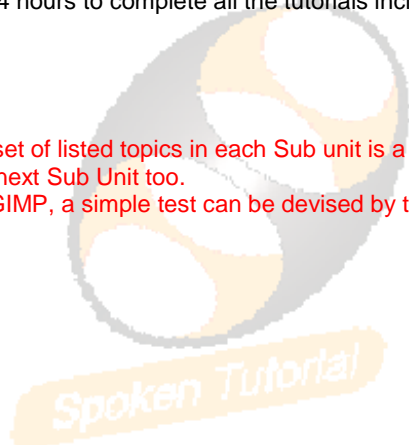 4 hours to complete all the tutorials incl
set of listed topics in each Sub unit is a
next Sub Unit too.
GIMP, a simple test can be devised by t
Spoken Tutorial